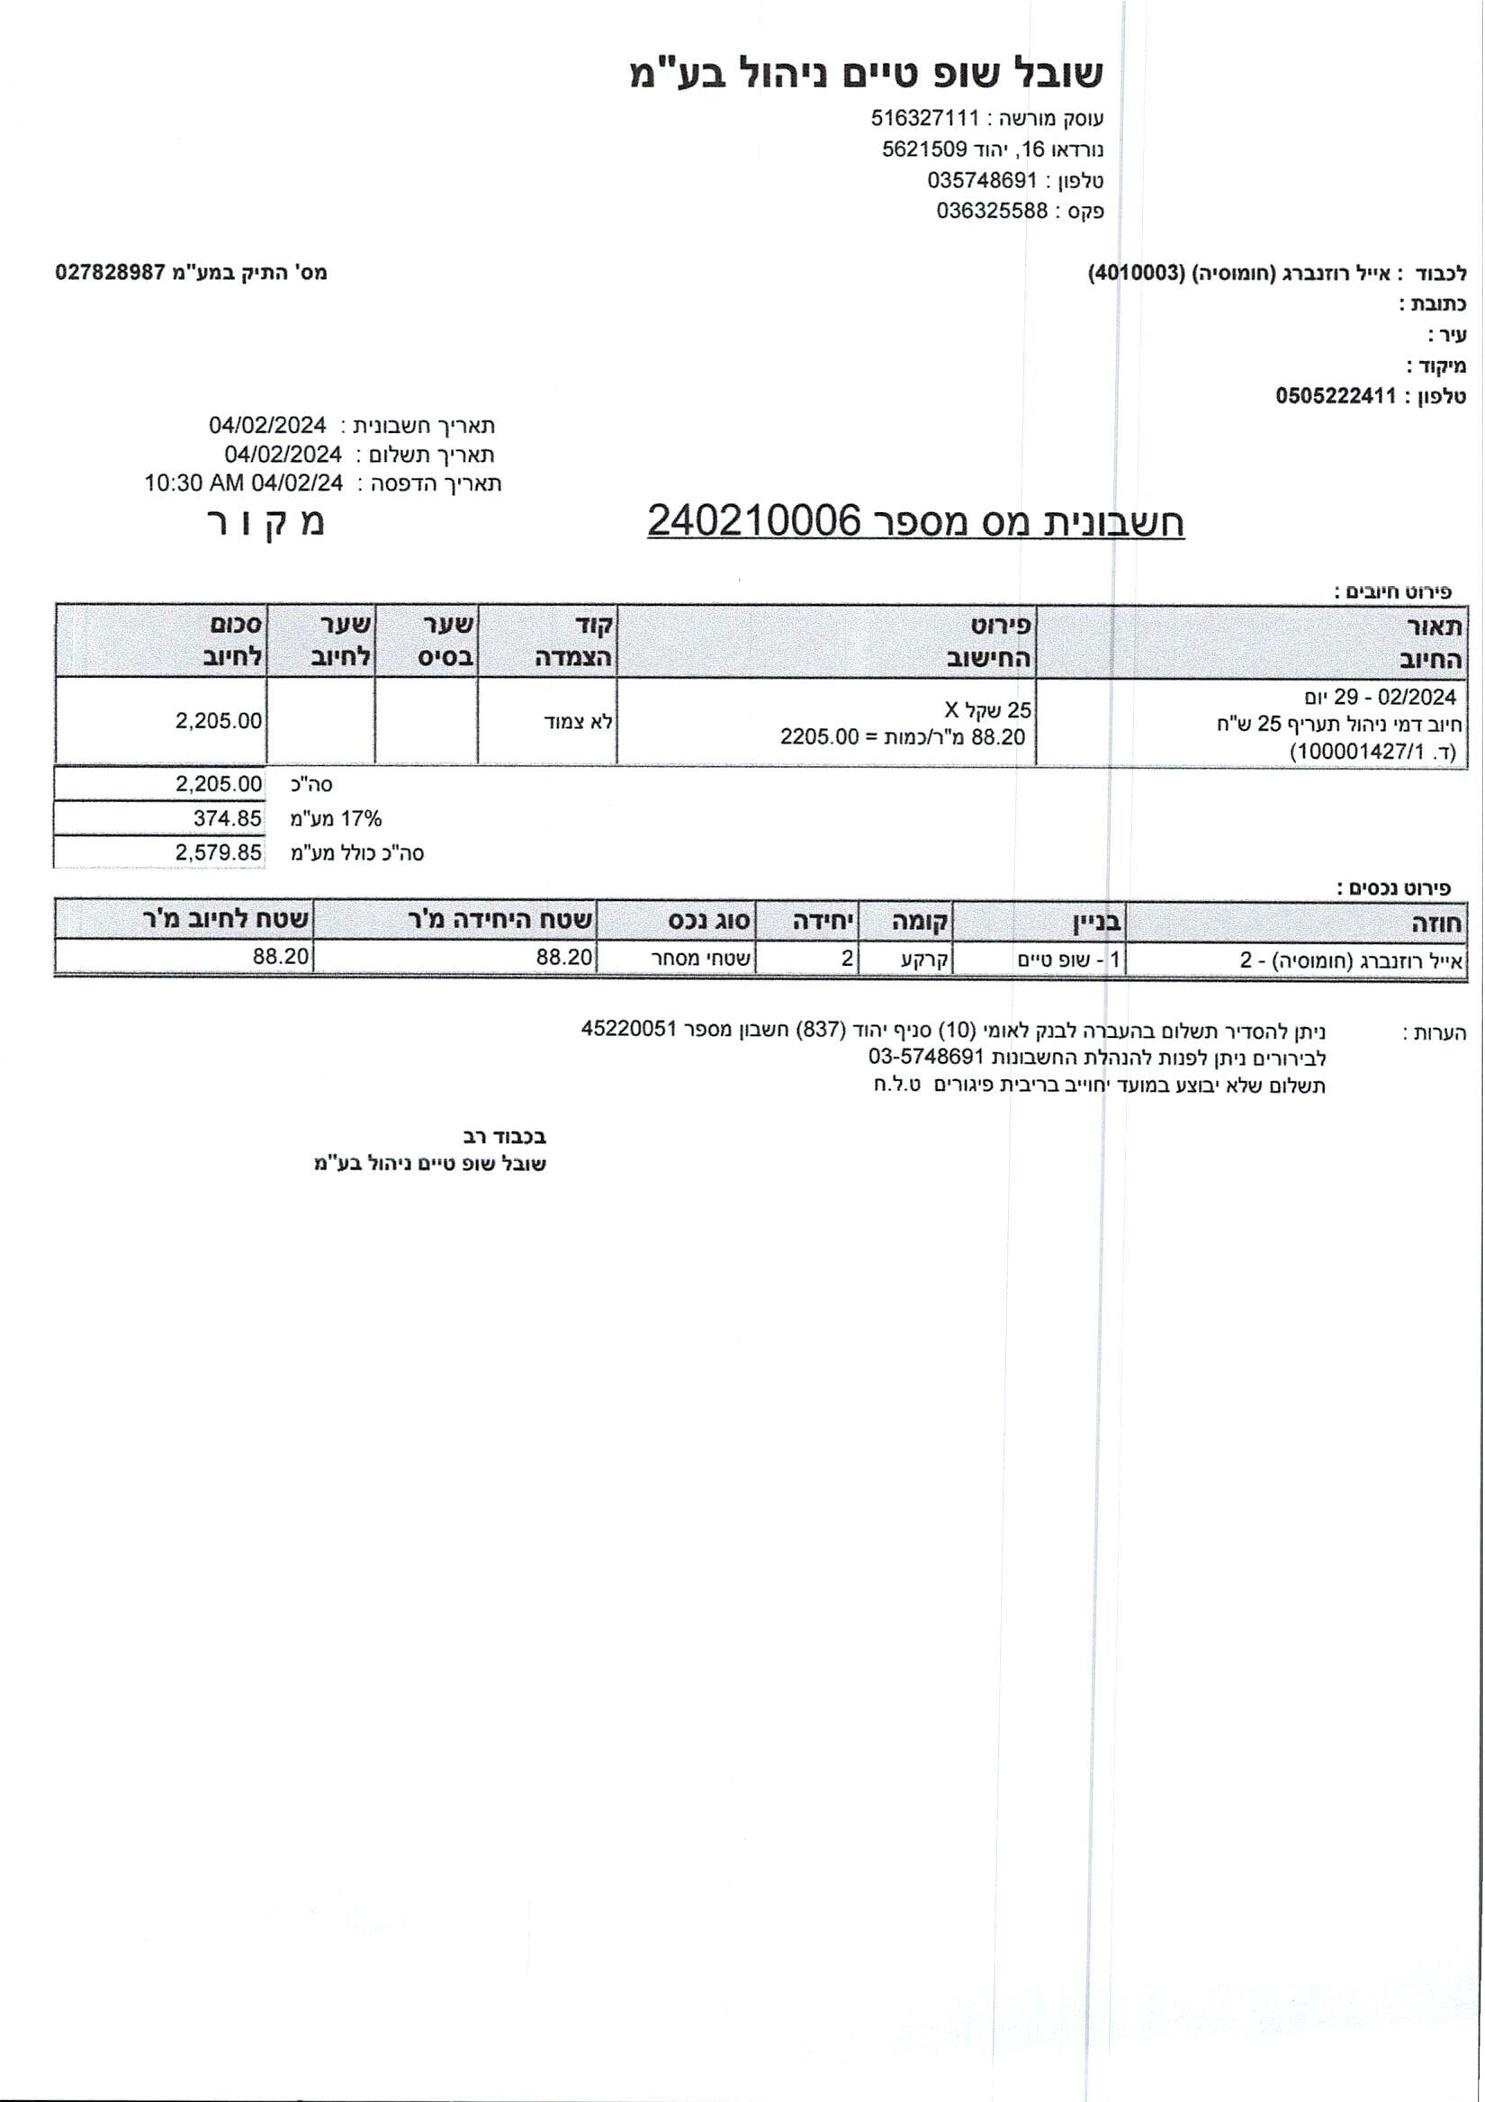 שובל שופ טיים ניהול בע"מ
עוסק מורשה : 516327111
נורדאו 16, יהוד 5621509
טלפון : 035748691
פקס : 036325588
לכבוד : אייל רוזנברג (חומוסיה) (4010003)
מס' התיק במע"מ 027828987
כתובת :
עיר :
מיקוד :
טלפון : 0505222411
תאריך חשבונית : 04/02/2024
תאריך תשלום : 04/02/2024
תאריך הדפסה : 04/02/24 10:30 AM
חשבונית מס מספר 240210006
מ ק ו ר
פירוט חיובים :
תאור החיוב | פירוט החישוב | קוד הצמדה | שער בסיס | שער לחיוב | סכום לחיוב
02/2024 - 29 יום
חיוב דמי ניהול תעריף 25 ש"ח
(ד. 100001427/1)
25 שקל X
88.20 מ"ר/כמות = 2205.00
לא צמוד
2,205.00
סה"כ 2,205.00
17% מע"מ 374.85
סה"כ כולל מע"מ 2,579.85
פירוט נכסים :
חוזה | בניין | קומה | יחידה | סוג נכס | שטח היחידה מ'ר | שטח לחיוב מ'ר
אייל רוזנברג (חומוסיה) - 2 | 1 - שופ טיים | קרקע | 2 | שטחי מסחר | 88.20 | 88.20
הערות : ניתן להסדיר תשלום בהעברה לבנק לאומי (10) סניף יהוד (837) חשבון מספר 45220051
לבירורים ניתן לפנות להנהלת החשבונות 03-5748691
תשלום שלא יבוצע במועד יחוייב בריבית פיגורים ט.ל.ח
בכבוד רב
שובל שופ טיים ניהול בע"מ